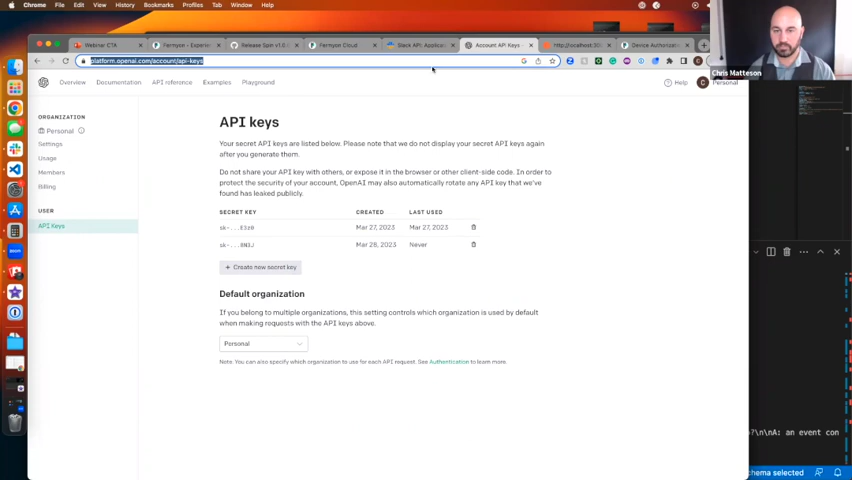 Chrome File Edit View History Bookmarks Profiles Tab Window Help
Webinar CTA
Fermyon - Experie
Release Spin v1.0.
Fermyon Cloud
Slack API: Applicat
Account API Keys -
http://localhost:30
Device Authorizati
platform.openai.com/account/api-keys
Chris Matteson
Overview Documentation API reference Examples Playground
Help
Personal
ORGANIZATION
Personal
Settings
Usage
Members
Billing
USER
API Keys
API keys
Your secret API keys are listed below. Please note that we do not display your secret API keys again
after you generate them.
Do not share your API key with others, or expose it in the browser or other client-side code. In order to
protect the security of your account, OpenAI may also automatically rotate any API key that we've
found has leaked publicly.
SECRET KEY CREATED LAST USED
sk-...E3z0 Mar 27, 2023 Mar 27, 2023
sk-...8N3J Mar 28, 2023 Never
+ Create new secret key
Default organization
If you belong to multiple organizations, this setting controls which organization is used by default
when making requests with the API keys above.
Personal
Note: You can also specify which organization to use for each API request. See Authentication to learn more.
?\n\nA: an event con
hema selected